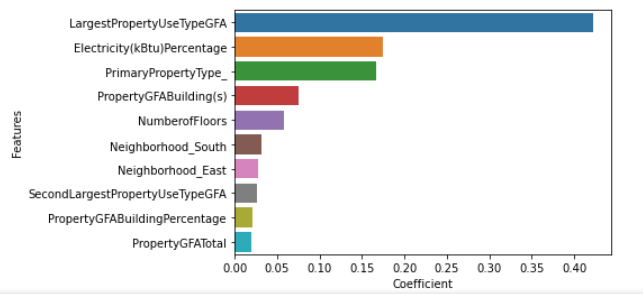 LargestPropertyUseTypeGFA
Electricity(kBtu)Percentage
PrimaryPropertyType_
PropertyGFABuilding(s)
NumberofFloors
Neighborhood_South
Neighborhood_East
SecondLargestPropertyUseTypeGFA
PropertyGFABuildingPercentage
PropertyGFATotal
Features
0.00 0.05 0.10 0.15 0.20 0.25 0.30 0.35 0.40
Coefficient